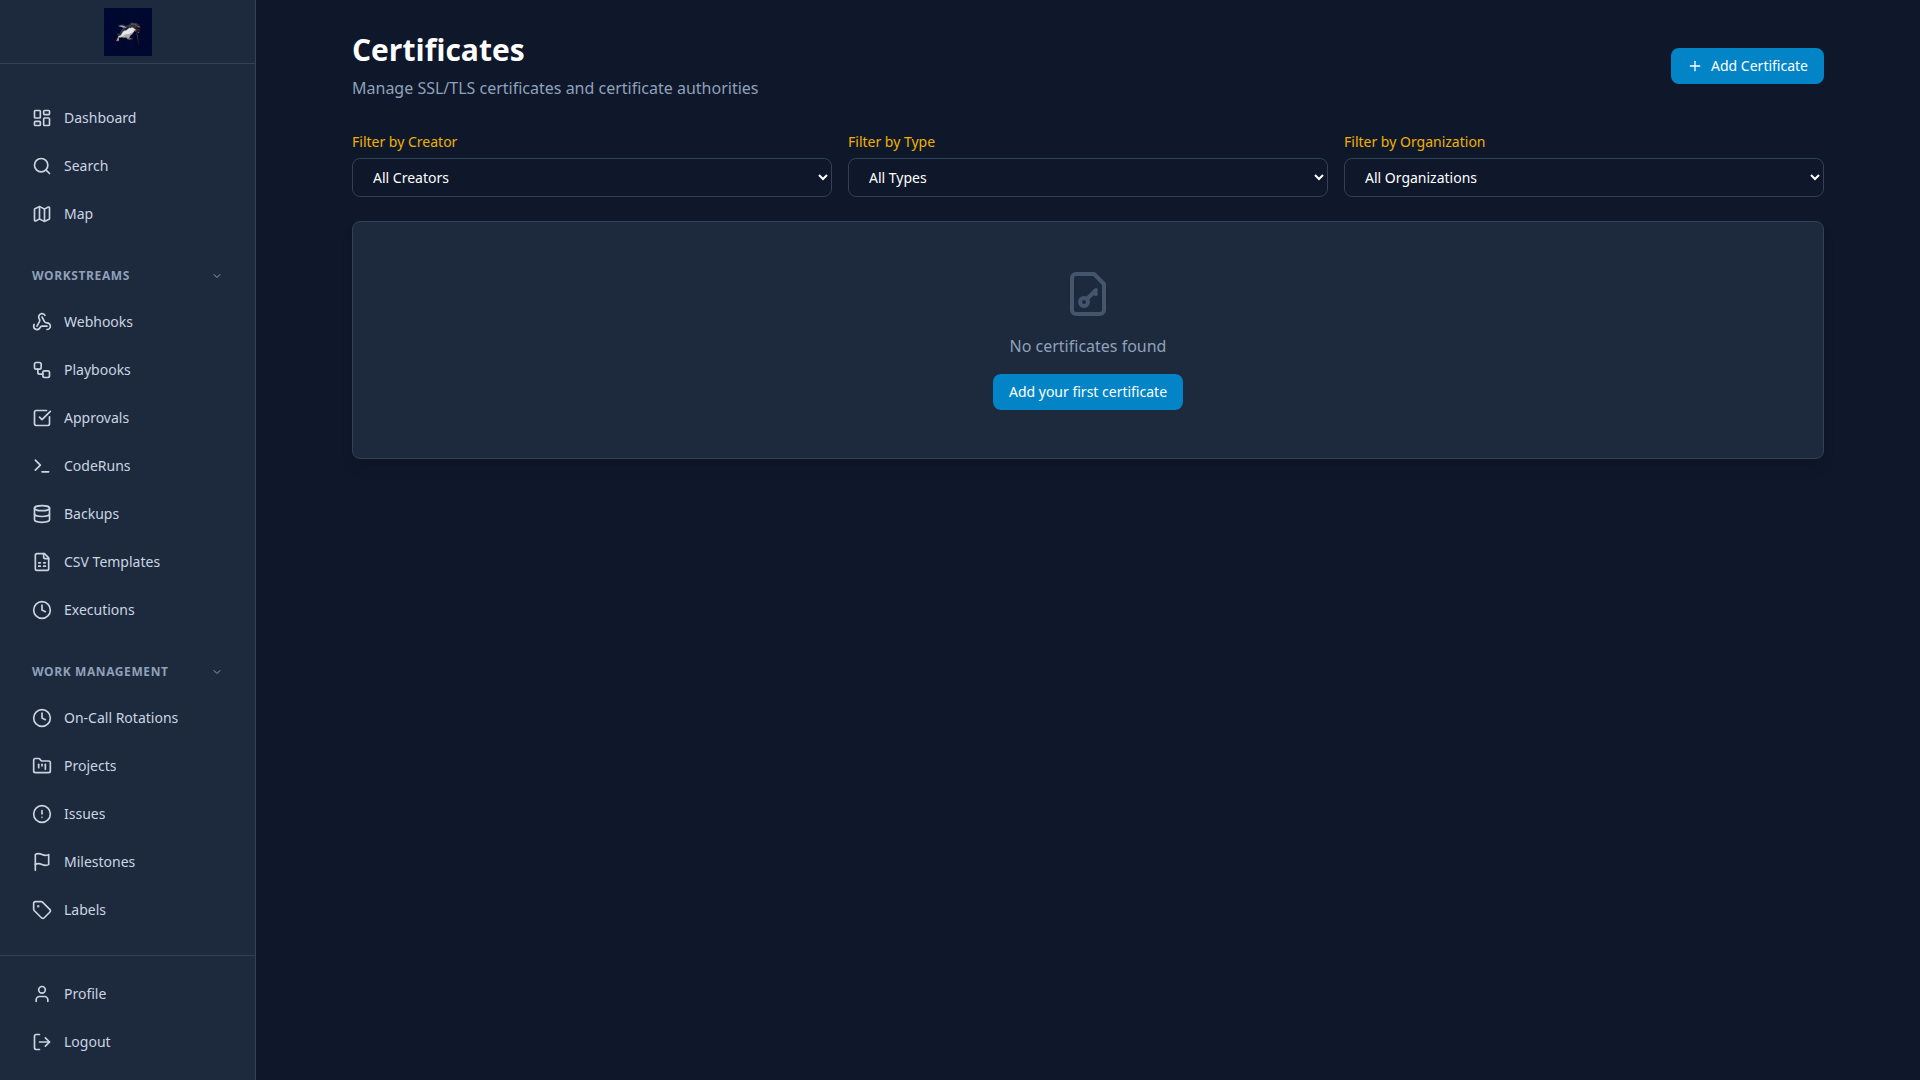 Dashboard
Search
Map
WORKSTREAMS
Webhooks
Playbooks
Approvals
CodeRuns
Backups
CSV Templates
Executions
WORK MANAGEMENT
On-Call Rotations
Projects
Issues
Milestones
Labels
Profile
Logout
Certificates
Manage SSL/TLS certificates and certificate authorities
Add Certificate
Filter by Creator
All Creators
Filter by Type
All Types
Filter by Organization
All Organizations
No certificates found
Add your first certificate